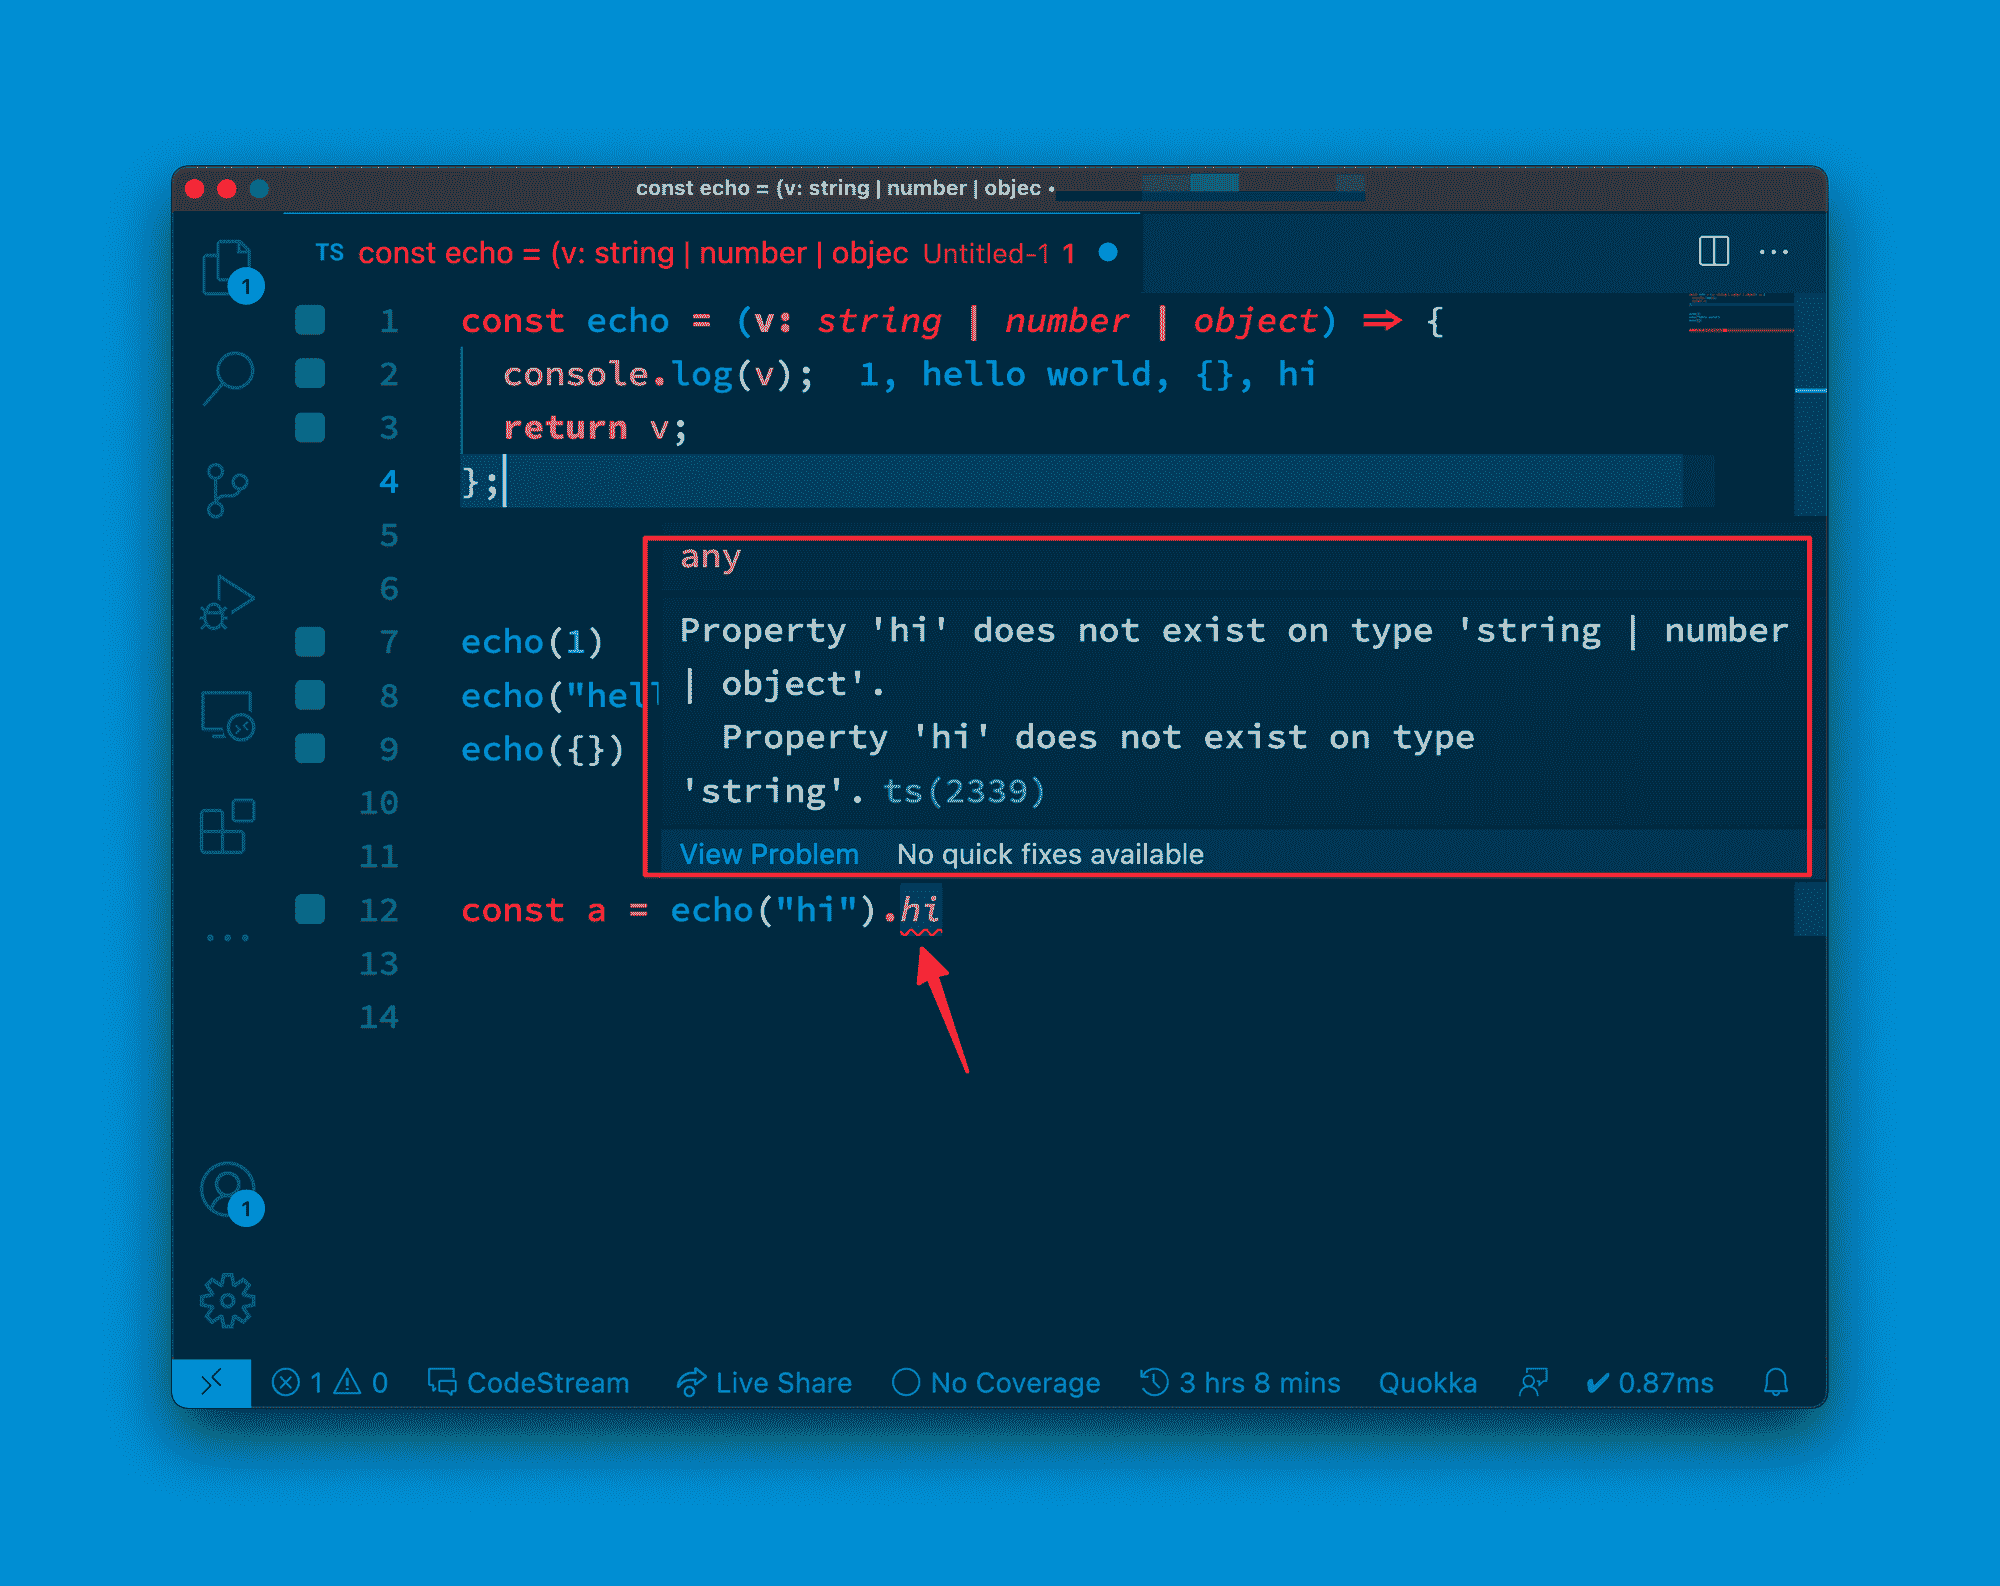 const echo = (v: string | number | objec •
TS const echo = (v: string | number | objec Untitled-1 1
1
1 const echo = (v: string | number | object) => {
2 console.log(v); 1, hello world, {}, hi
3 return v;
4 };
5
6
7 echo(1)
8 echo("hell
9 echo({})
10
11
any
Property 'hi' does not exist on type 'string | number
| object'.
Property 'hi' does not exist on type
'string'. ts(2339)
View Problem No quick fixes available
12 const a = echo("hi").hi
13
14
1
1 0 CodeStream Live Share No Coverage 3 hrs 8 mins Quokka ✔ 0.87ms